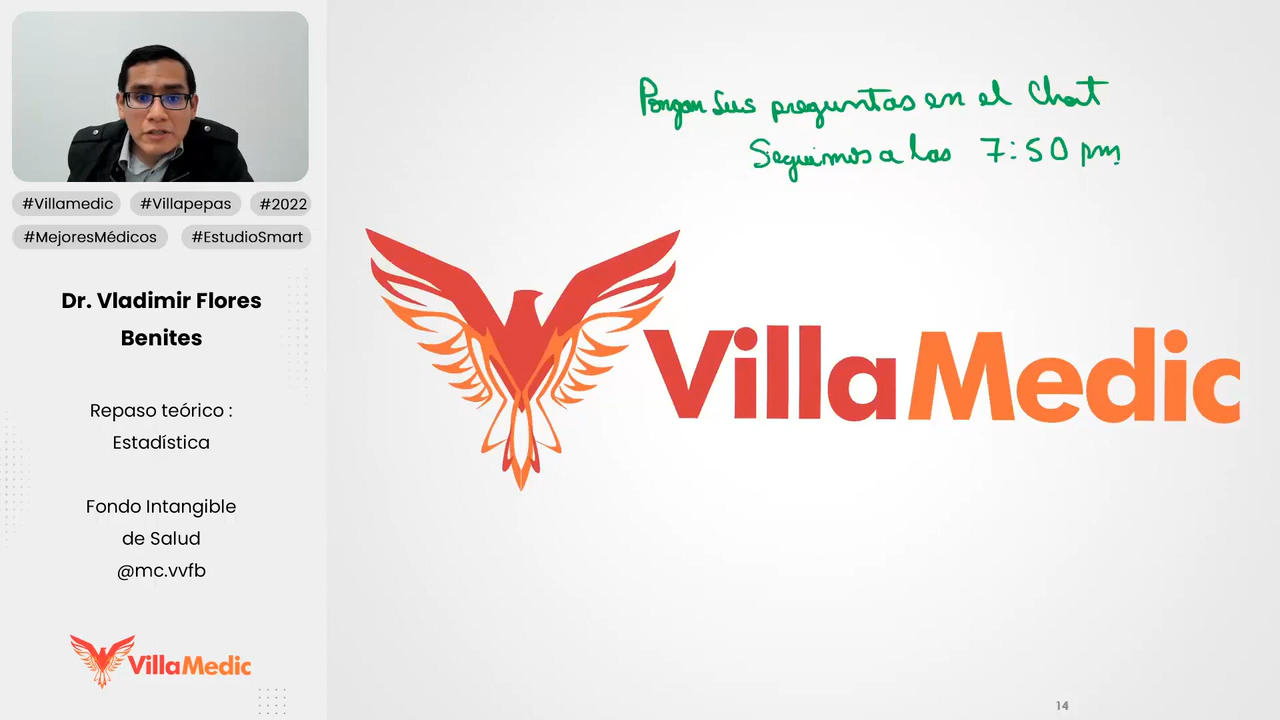 #Villamedic #Villapepas #2022
#MejoresMédicos #EstudioSmart
Dr. Vladimir Flores
Benites
Repaso teórico :
Estadística
Fondo Intangible
de Salud
@mc.vvfb
VillaMedic
Pongan sus preguntas en el chat
Seguimos a las 7:50 pm
VillaMedic
14